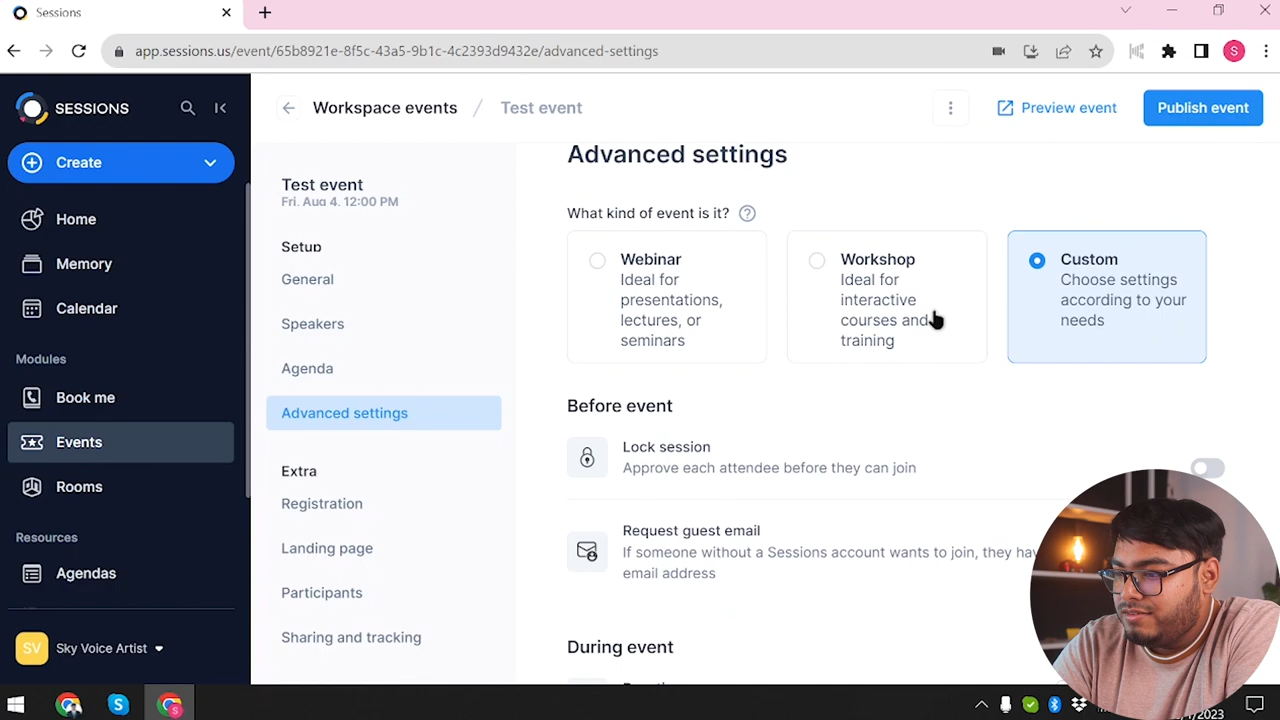 Sessions
app.sessions.us/event/65b8921e-8f5c-43a5-9b1c-4c2393d9432e/advanced-settings
S
SESSIONS
Workspace events / Test event
Preview event
Publish event
Create
Home
Memory
Calendar
Modules
Book me
Events
Rooms
Resources
Agendas
SV Sky Voice Artist
Test event
Fri. Aug 4. 12:00 PM
Setup
General
Speakers
Agenda
Advanced settings
Extra
Registration
Landing page
Participants
Sharing and tracking
Advanced settings
What kind of event is it? ?
Webinar
Ideal for
presentations,
lectures, or
seminars
Workshop
Ideal for
interactive
courses and
training
Custom
Choose settings
according to your
needs
Before event
Lock session
Approve each attendee before they can join
Request guest email
If someone without a Sessions account wants to join, they
email address
During event